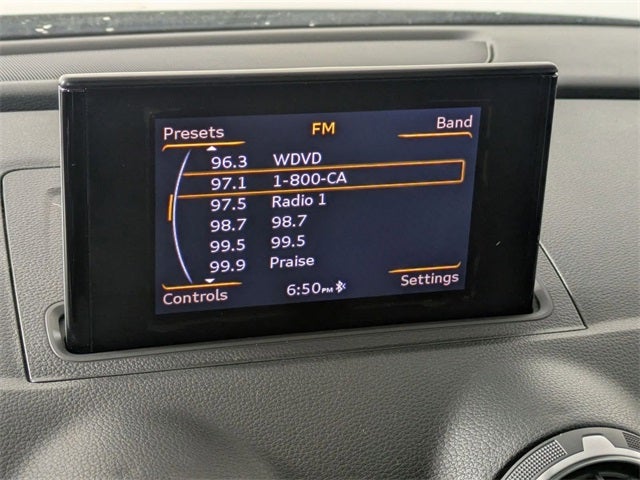 Presets FM Band
96.3 WDVD
97.1 1-800-CA
97.5 Radio 1
98.7 98.7
99.5 99.5
99.9 Praise
Controls 6:50PM Settings